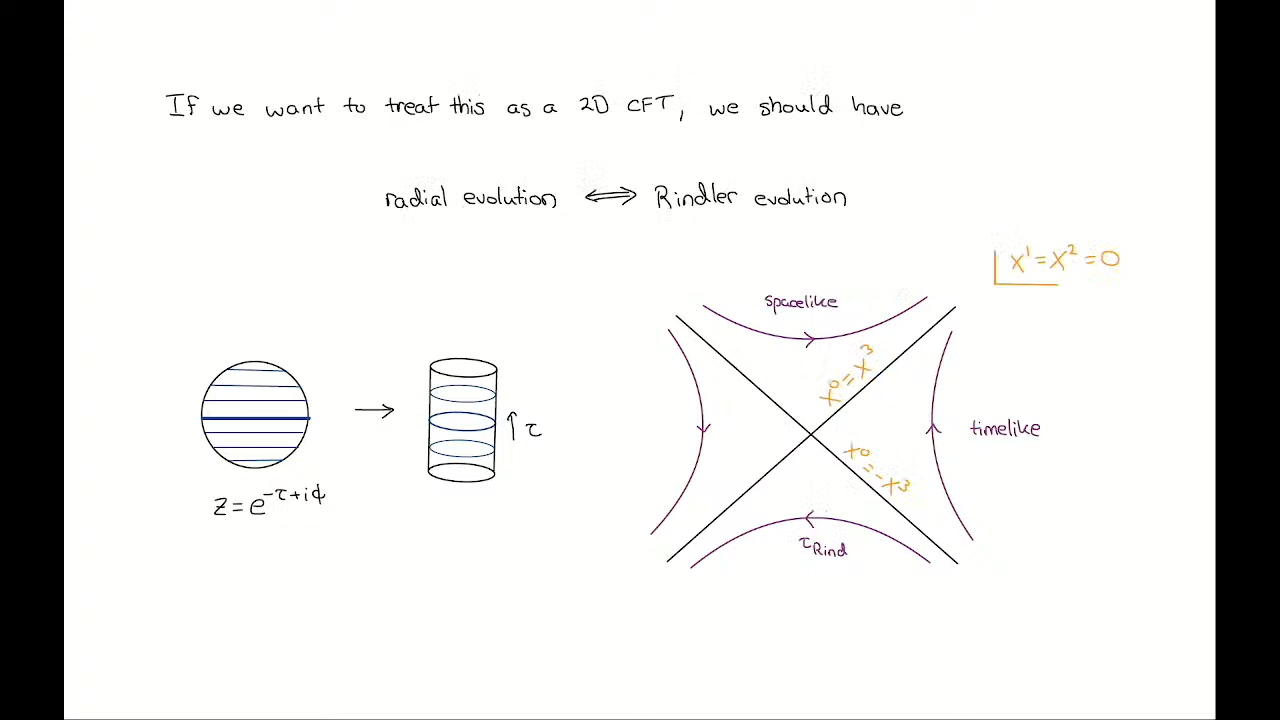 If we want to treat this as a 2D CFT, we should have
radial evolution ⟺ Rindler evolution
x¹=x²=0
spacelike
x⁰=x³
timelike
x⁰=-x³
τ
z=e^{-τ+iϕ}
τ_Rind